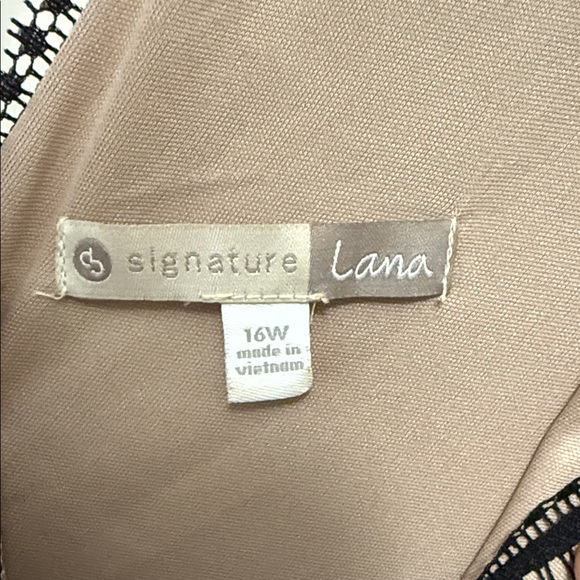 signature Lana
16W
made in
vietnam